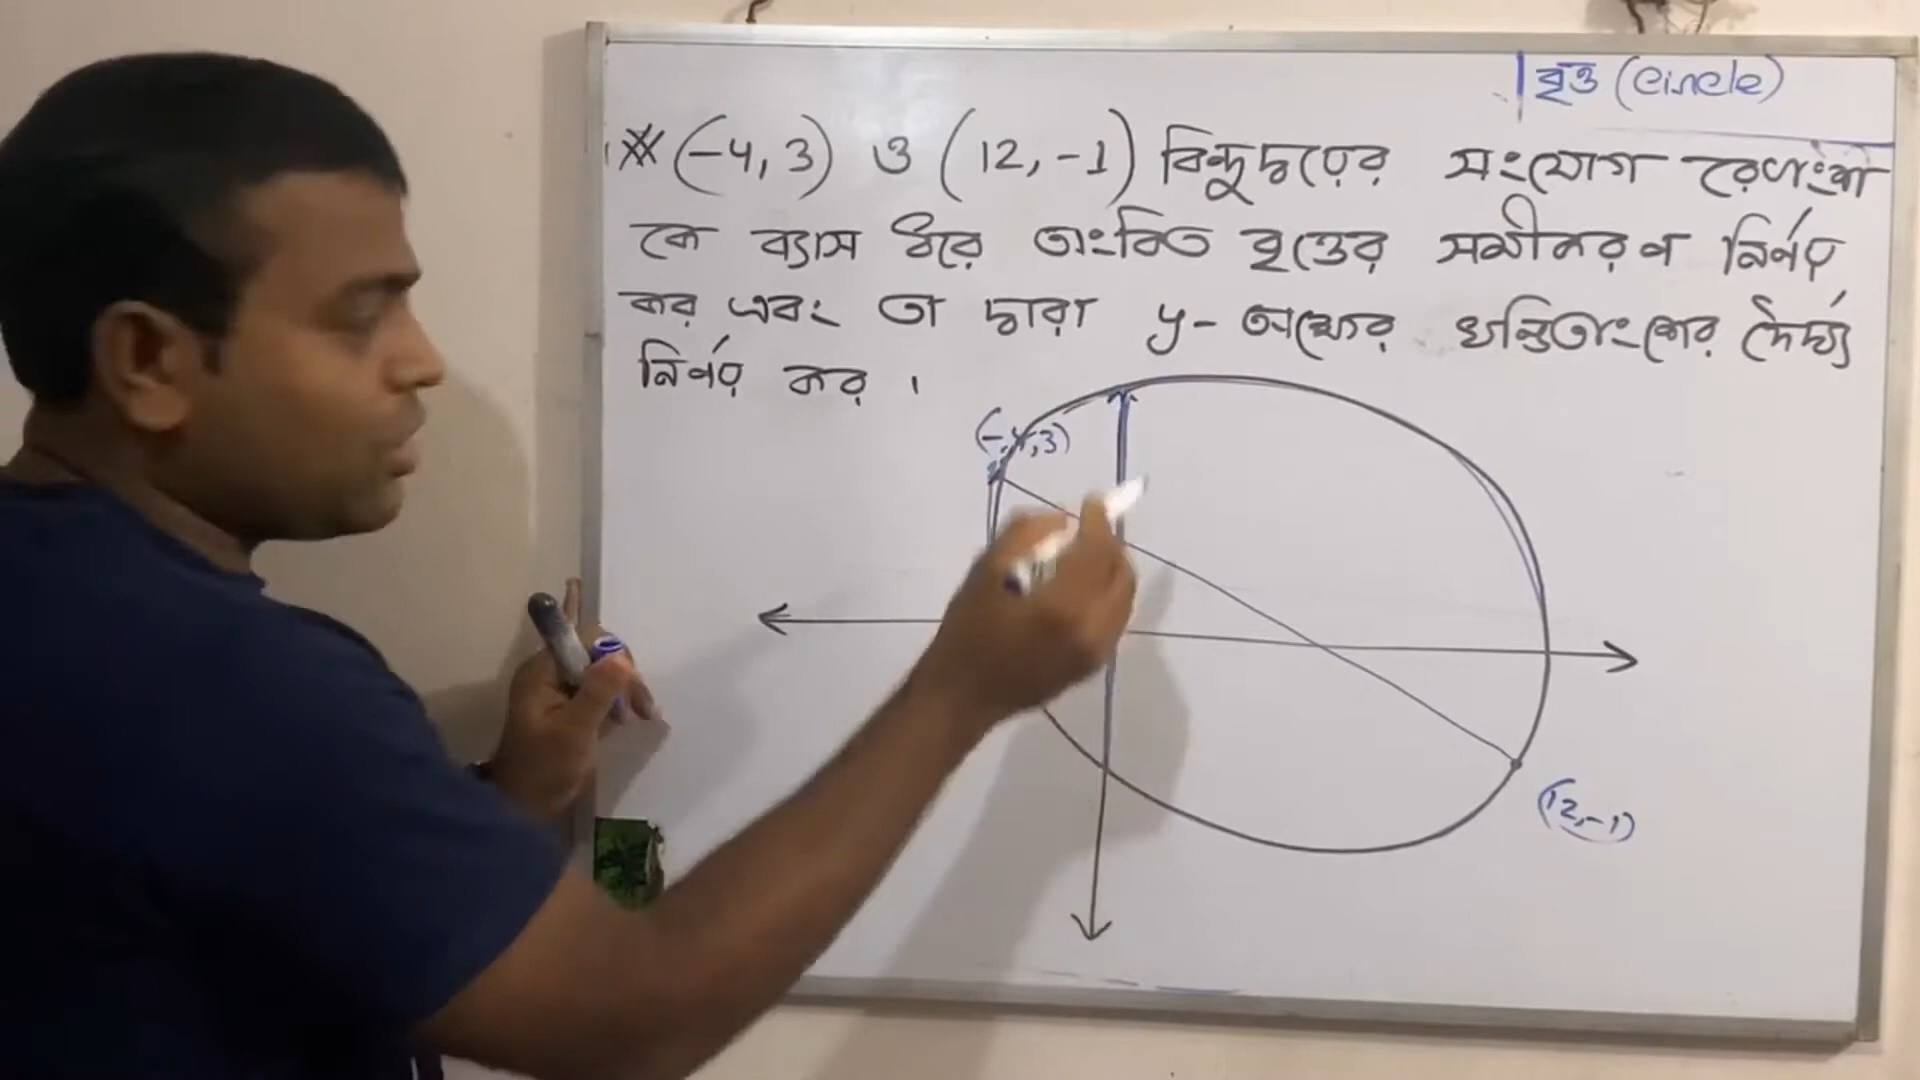 বৃত্ত (Circle)
(-4, 3) ও (12, -1) বিন্দুদ্বয়ের সংযোগ রেখাংশ
কে ব্যাস ধরে অংকিত বৃত্তের সমীকরণ নির্ণয়
কর এবং তা দ্বারা y- অক্ষের খন্ডিতাংশের দৈর্ঘ্য
নির্ণয় কর ।
(-4,3)
(12,-1)